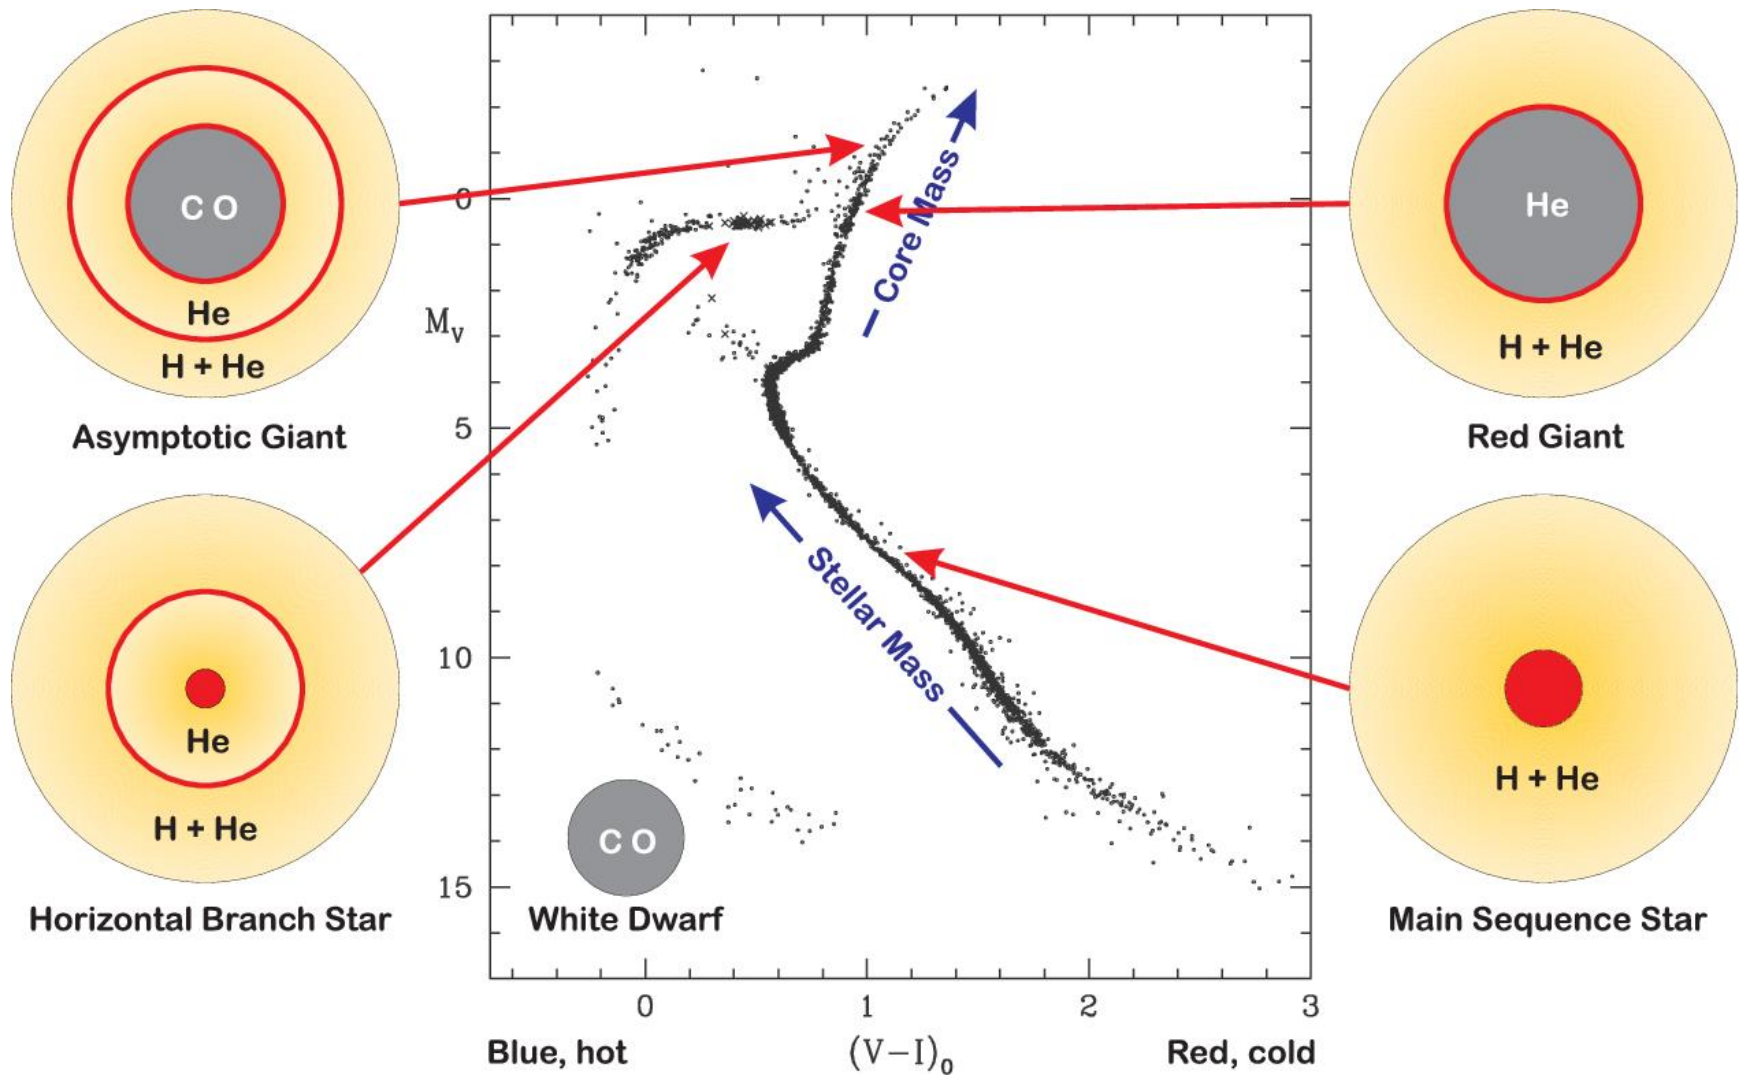 C O
He
H + He
Asymptotic Giant
He
H + He
Horizontal Branch Star
0
M_V
5
10
15
Core Mass
Stellar Mass
C O
White Dwarf
0 1 2 3
Blue, hot (V−I)₀ Red, cold
He
H + He
Red Giant
H + He
Main Sequence Star